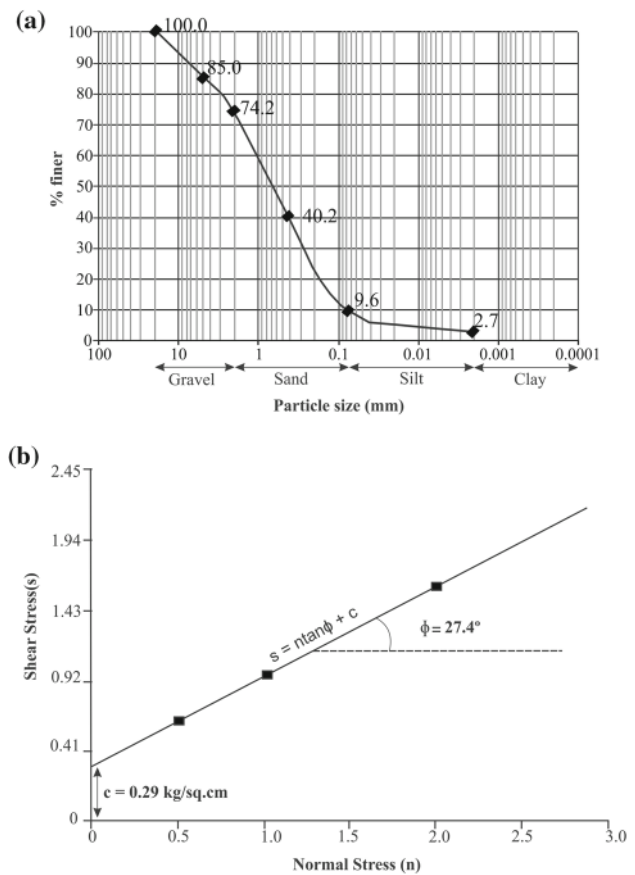 (a)
100
90
80
70
60
50
40
30
20
10
0
% finer
100.0
85.0
74.2
40.2
9.6
2.7
100 10 1 0.1 0.01 0.001 0.0001
Gravel Sand Silt Clay
Particle size (mm)
(b)
2.45
1.94
1.43
0.92
0.41
0
Shear Stress(s)
s = ntanϕ + c
ϕ = 27.4°
c = 0.29 kg/sq.cm
0 0.5 1.0 1.5 2.0 2.5 3.0
Normal Stress (n)